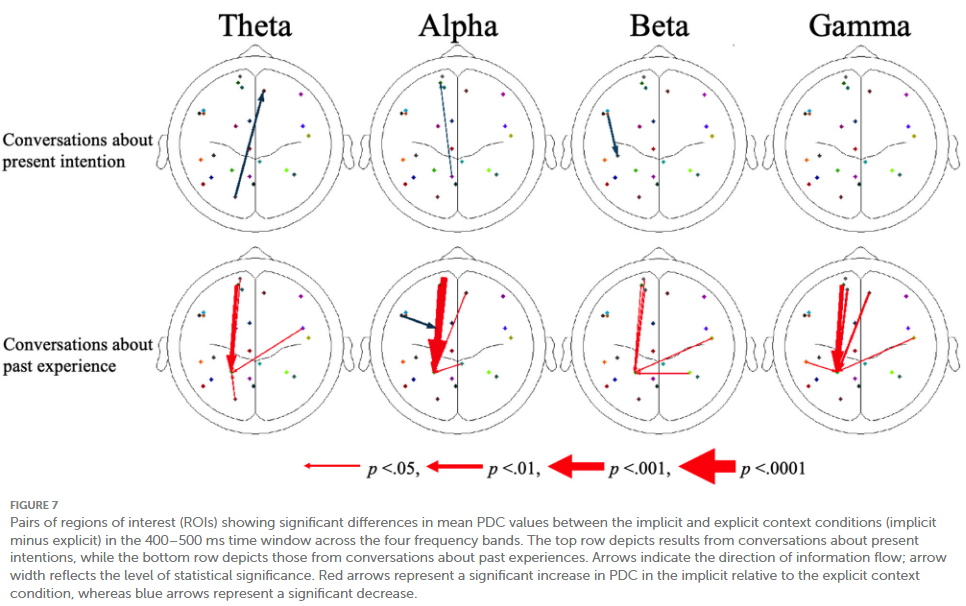 Theta Alpha Beta Gamma
Conversations about
present intention
Conversations about
past experience
p <.05, p <.01, p <.001, p <.0001
FIGURE 7
Pairs of regions of interest (ROIs) showing significant differences in mean PDC values between the implicit and explicit context conditions (implicit
minus explicit) in the 400–500 ms time window across the four frequency bands. The top row depicts results from conversations about present
intentions, while the bottom row depicts those from conversations about past experiences. Arrows indicate the direction of information flow; arrow
width reflects the level of statistical significance. Red arrows represent a significant increase in PDC in the implicit relative to the explicit context
condition, whereas blue arrows represent a significant decrease.